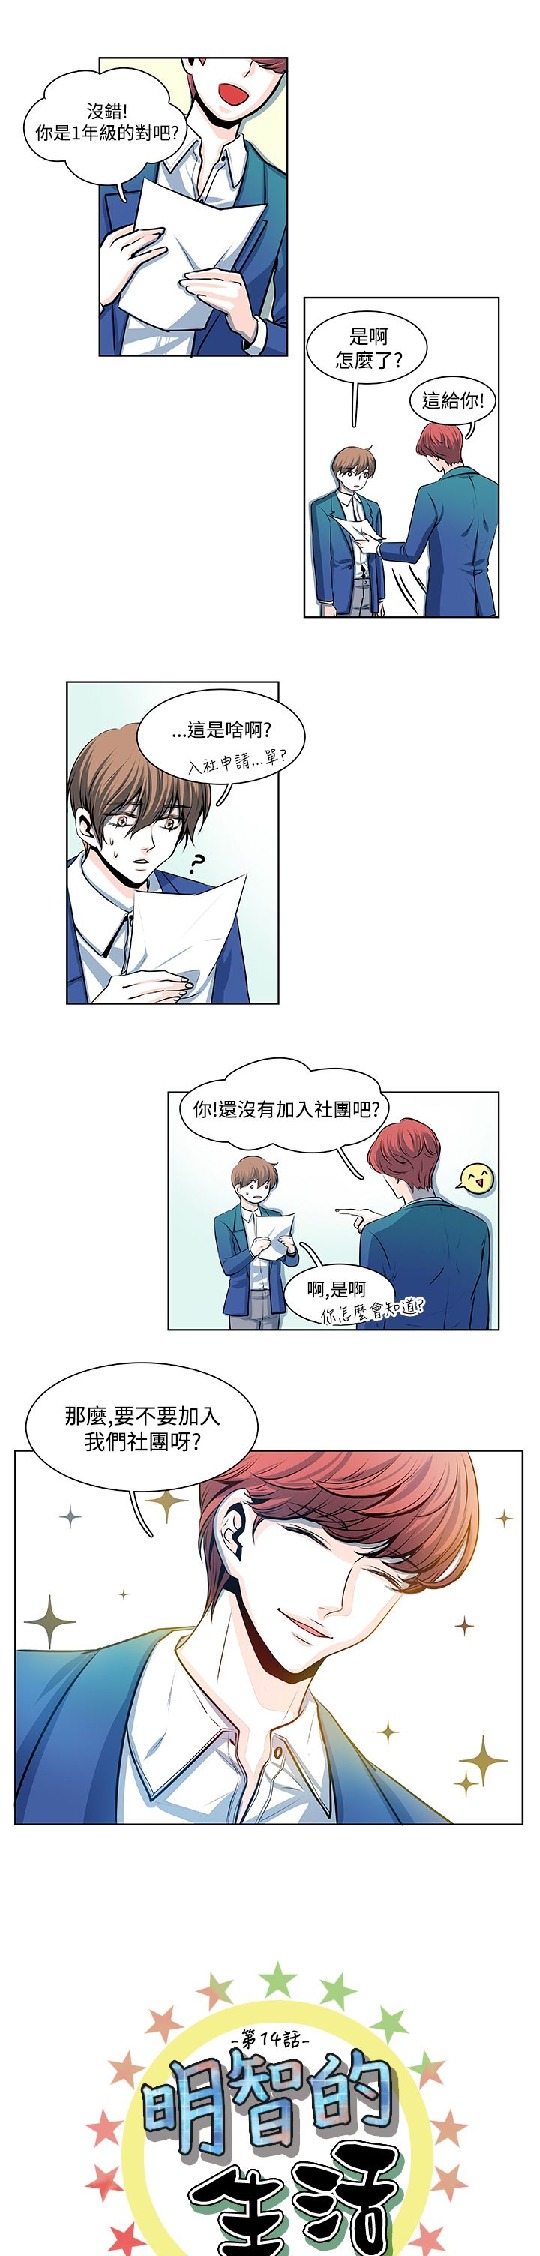 沒錯!
你是1年級的對吧?
是啊
怎麼了?
這給你!
...這是啥啊?
入社申請...單?
?
你!還沒有加入社團吧?
啊,是啊
你怎麼會知道?
那麼,要不要加入
我們社團呀?
-第14話-
明智的
生活